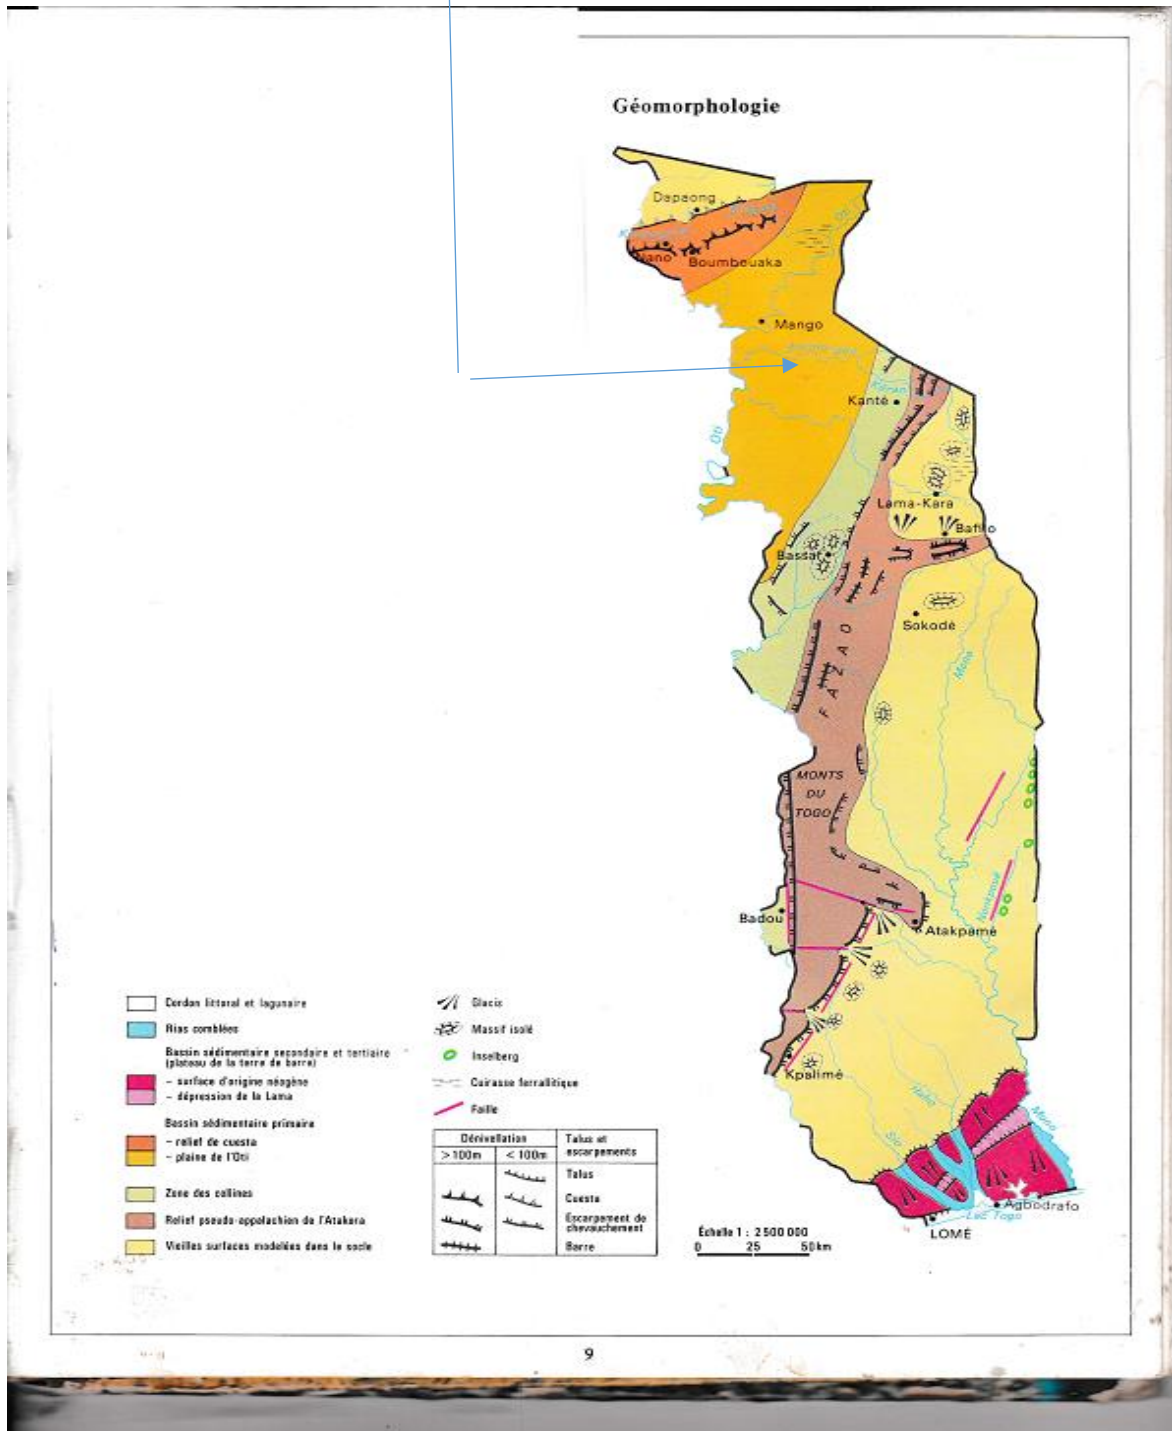 Géomorphologie
Dapaong
Nano
Boumbouaka
Oti
Mango
Kanté
Oti
Lama-Kara
Bafilo
Bassar
Sokodé
Mono
FAZAO
MONTS
DU
TOGO
Badou
Atakpamé
Kpalimé
Haho
Sio
Mono
Agbodrafo
Lac Togo
LOMÉ
Cordon littoral et lagunaire
Rias comblées
Bassin sédimentaire secondaire et tertiaire
(plateau de la terre de barre)
– surface d'origine néogène
– dépression de la Lama
Bassin sédimentaire primaire
– relief de cuesta
– plaine de l'Oti
Zone des collines
Relief pseudo-appalachien de l'Atakora
Vieilles surfaces modelées dans le socle
Glacis
Massif isolé
Inselberg
Cuirasse ferrallitique
Faille
Dénivellation
>100m
<100m
Talus et
escarpements
Talus
Cuesta
Escarpement de
chevauchement
Barre
Échelle 1 : 2 500 000
0 25 50km
9